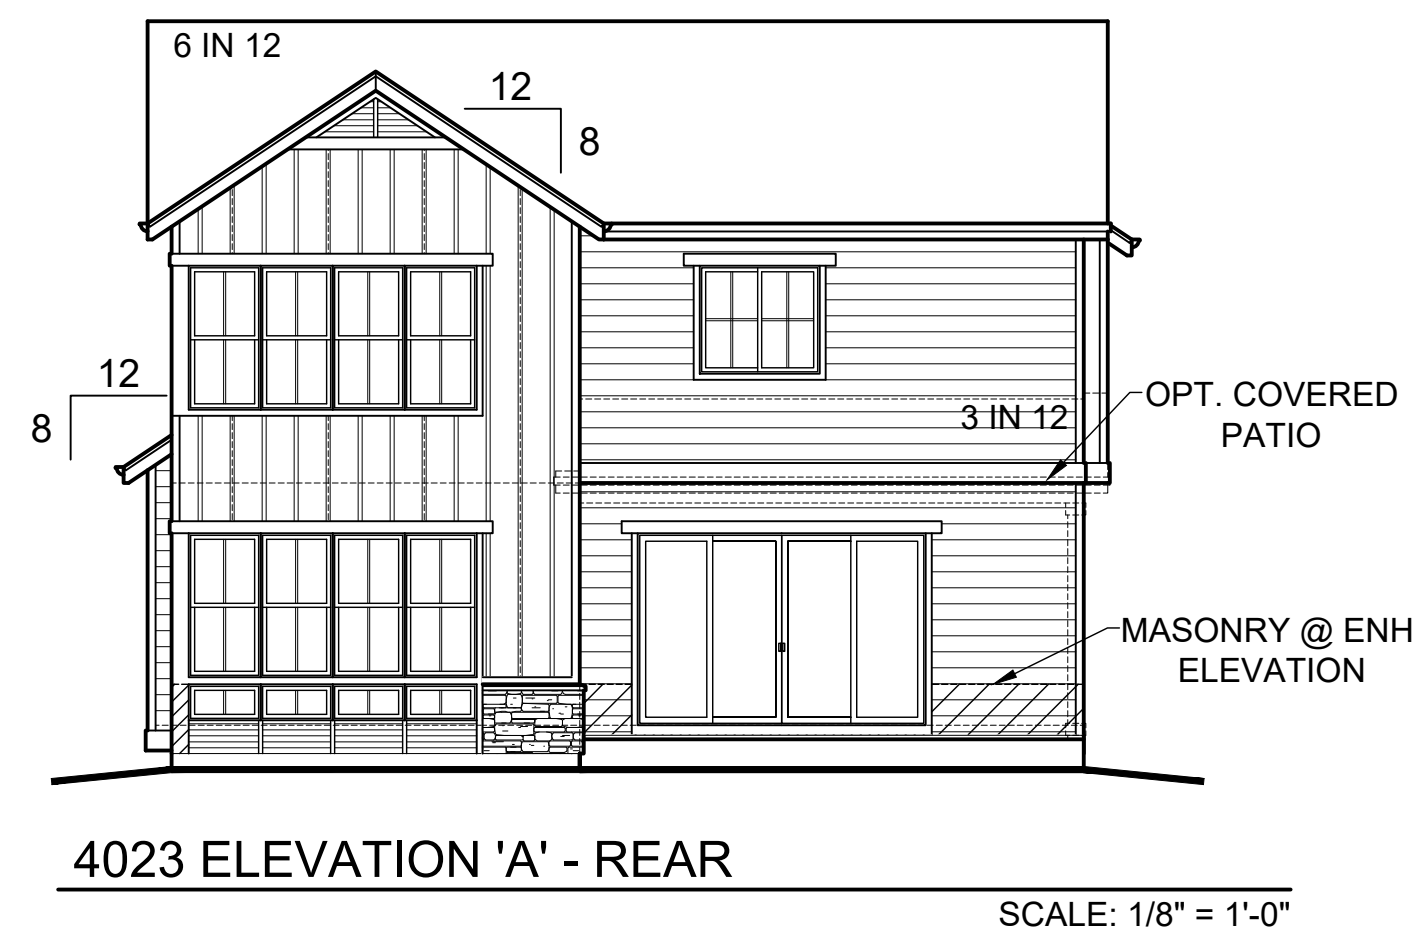 6 IN 12
12
8
12
8
3 IN 12
OPT. COVERED
PATIO
MASONRY @ ENH
ELEVATION
4023 ELEVATION 'A' - REAR
SCALE: 1/8" = 1'-0"